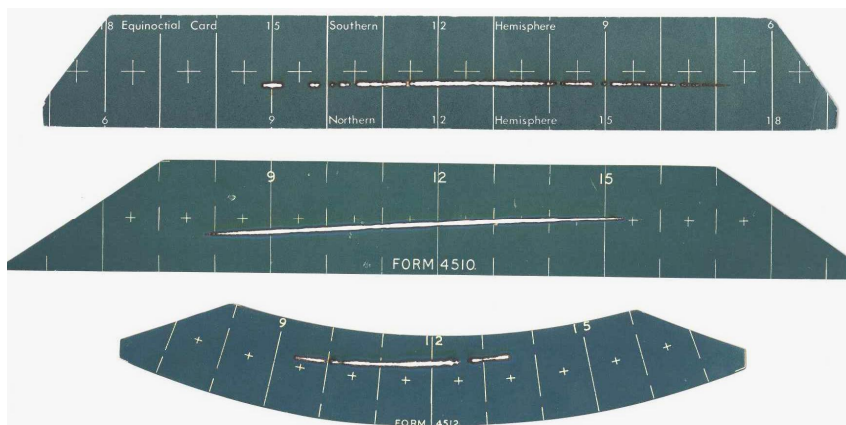 18 Equinoctial Card 15 Southern 12 Hemisphere 9 6
6 9 Northern 12 Hemisphere 15 18
9 12 15
FORM 4510
9 12 15
FORM 4512